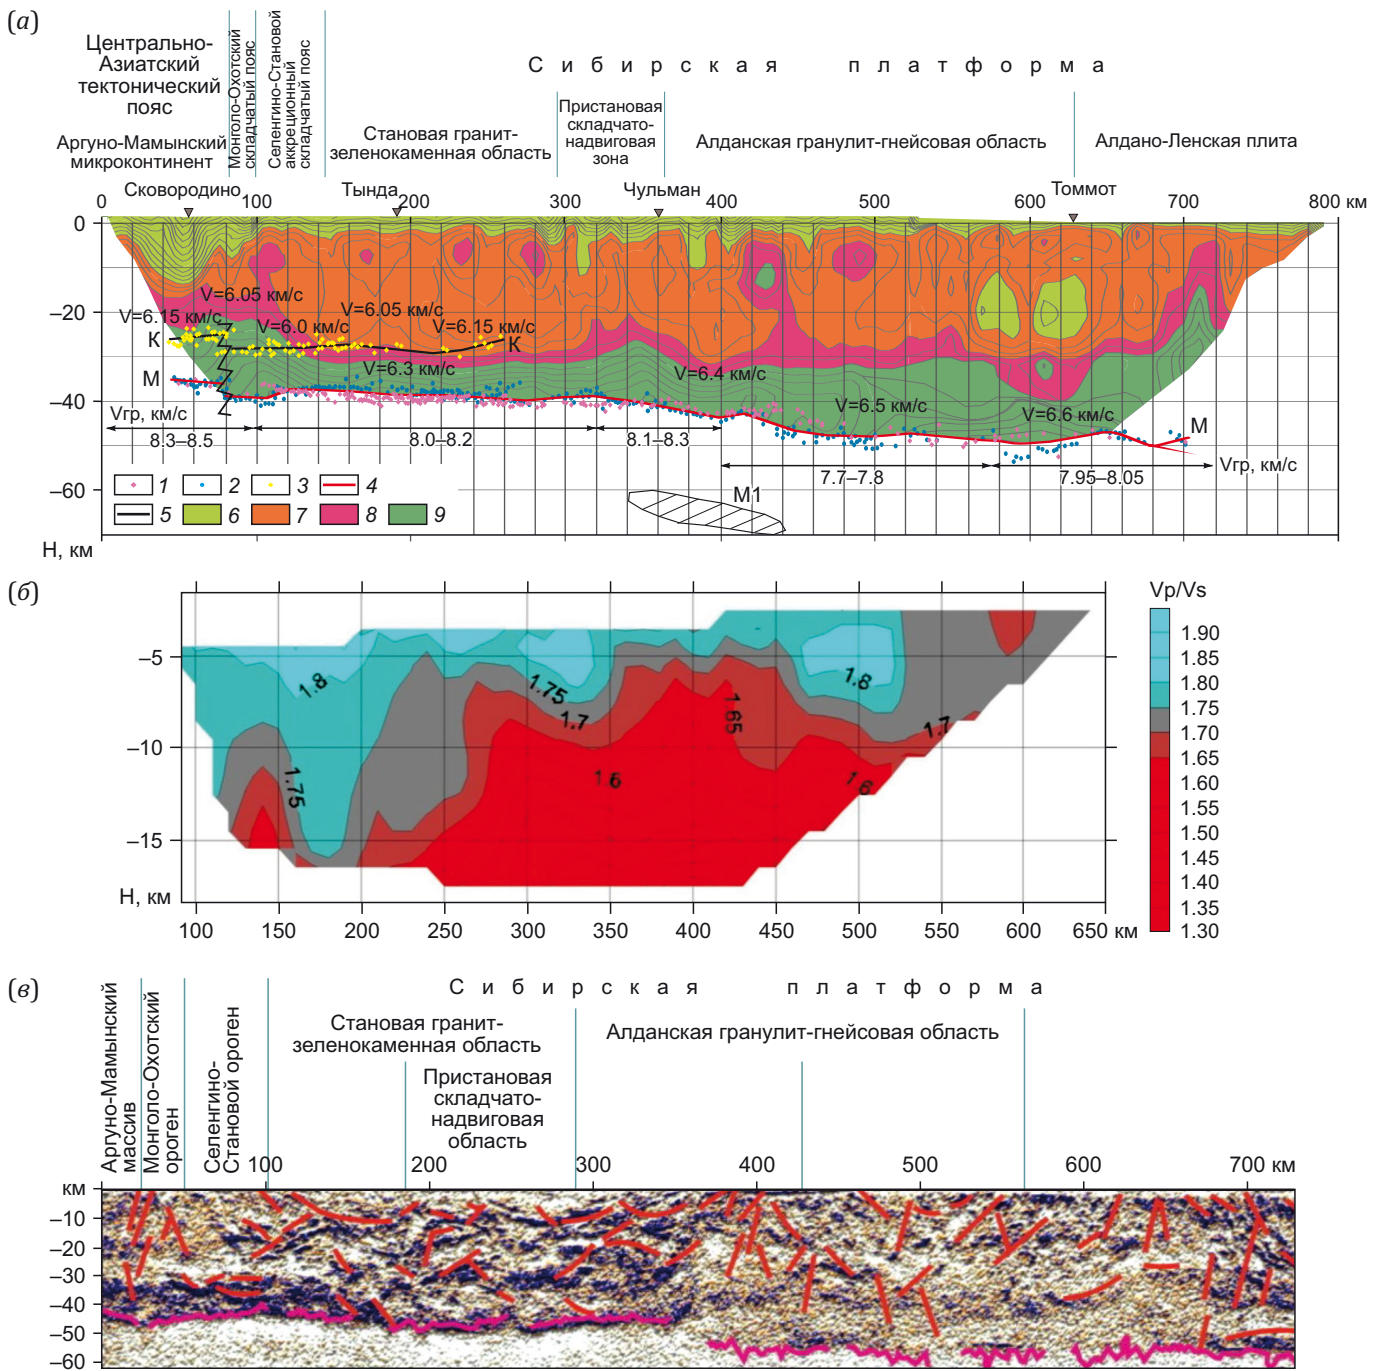 (а)
Центрально-
Азиатский
тектонический
пояс
Монголо-Охотский
складчатый пояс
Селенгино-Становой
аккреционный
складчатый пояс
Сибирская платформа
Аргуно-Мамынский
микроконтинент
Становая гранит-
зеленокаменная область
Пристановая
складчато-
надвиговая
зона
Алданская гранулит-гнейсовая область
Алдано-Ленская плита
Сковородино
Тында
Чульман
Томмот
0 100 200 300 400 500 600 700 800 км
0
–20
–40
–60
Н, км
V=6.05 км/с
V=6.05 км/с
V=6.15 км/с
V=6.0 км/с
V=6.15 км/с
К
К
V=6.3 км/с
V=6.4 км/с
V=6.5 км/с
V=6.6 км/с
М
М
Vгр, км/с
8.3–8.5
8.0–8.2
8.1–8.3
7.7–7.8
7.95–8.05
Vгр, км/с
М1
1 2 3 4
5 6 7 8 9
(б)
–5
–10
–15
Н, км
1.8
1.75
1.75
1.7
1.65
1.6
1.8
1.7
1.6
100 150 200 250 300 350 400 450 500 550 600 650 км
Vp/Vs
1.90
1.85
1.80
1.75
1.70
1.65
1.60
1.55
1.50
1.45
1.40
1.35
1.30
(в)
Аргуно-Мамынский
массив
Монголо-Охотский
ороген
Селенгино-
Становой ороген
Сибирская платформа
Становая гранит-
зеленокаменная область
Пристановая
складчато-
надвиговая
область
Алданская гранулит-гнейсовая область
0 100 200 300 400 500 600 700 км
км
–10
–20
–30
–40
–50
–60